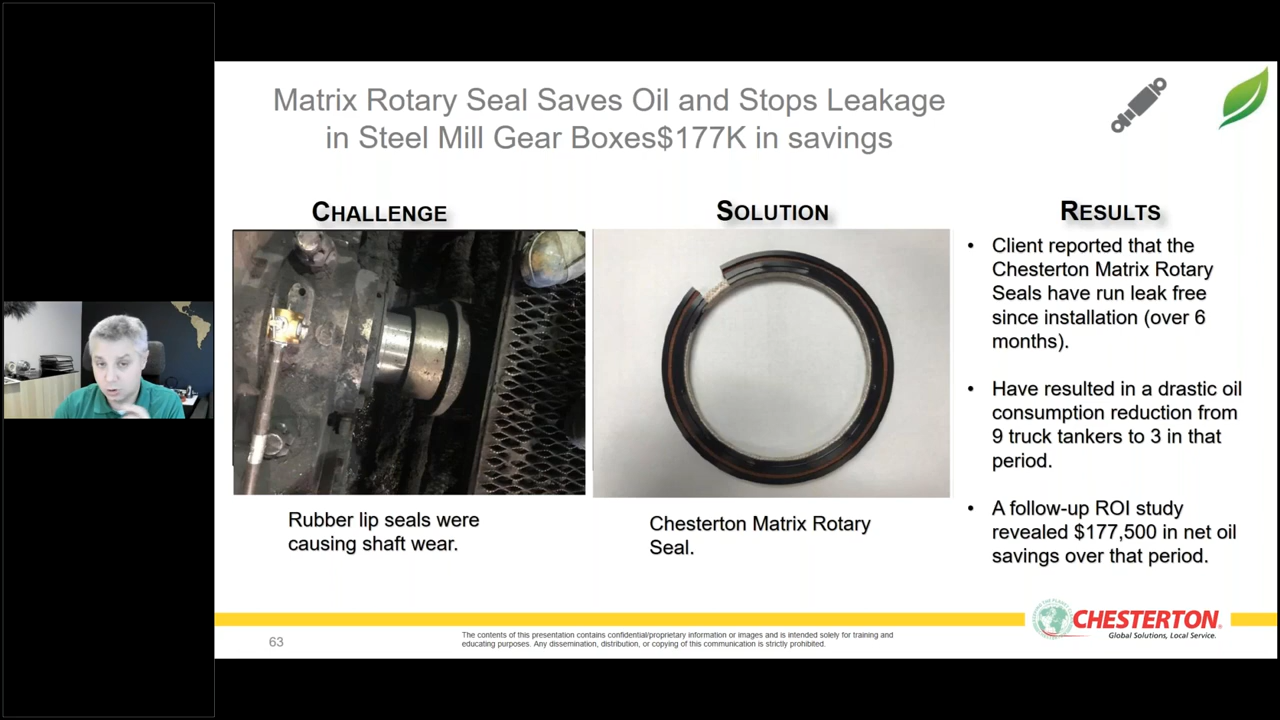 Matrix Rotary Seal Saves Oil and Stops Leakage
in Steel Mill Gear Boxes$177K in savings
CHALLENGE
SOLUTION
RESULTS
Rubber lip seals were
causing shaft wear.
Chesterton Matrix Rotary
Seal.
• Client reported that the
Chesterton Matrix Rotary
Seals have run leak free
since installation (over 6
months).
• Have resulted in a drastic oil
consumption reduction from
9 truck tankers to 3 in that
period.
• A follow-up ROI study
revealed $177,500 in net oil
savings over that period.
63
The contents of this presentation contains confidential/proprietary information or images and is intended solely for training and
educating purposes. Any dissemination, distribution, or copying of this communication is strictly prohibited.
CHESTERTON®
Global Solutions, Local Service.